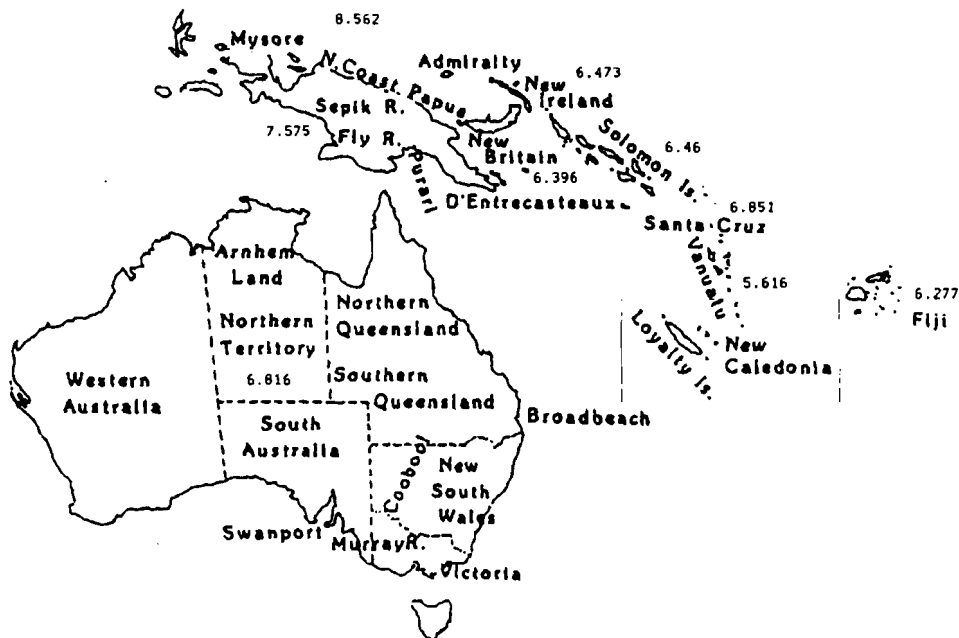 8.562
Mysore
N. Coast Papua
Admiralty
New Ireland
6.473
Sepik R.
7.575
Fly R.
Purari
New Britain
6.396
Solomon Is.
6.46
D'Entrecasteaux
Santa Cruz
6.851
Vanuatu
5.616
6.277
Fiji
Loyalty Is.
New
Caledonia
Arnhem
Land
Northern
Territory
6.816
Northern
Queensland
Southern
Queensland
Western
Australia
South
Australia
Broadbeach
Coobool
New
South
Wales
Swanport
Murray R.
Victoria